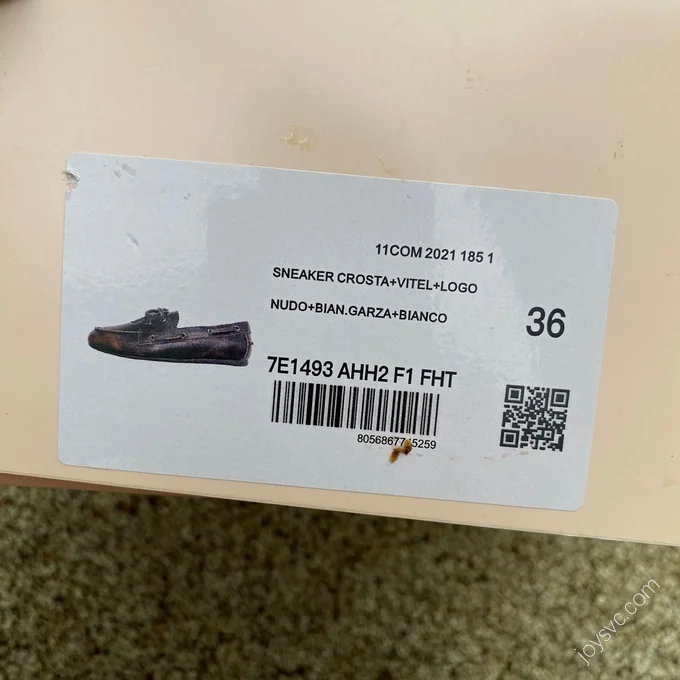 11COM 2021 185 1
SNEAKER CROSTA+VITEL+LOGO
NUDO+BIAN.GARZA+BIANCO
36
7E1493 AHH2 F1 FHT
joysvc.com